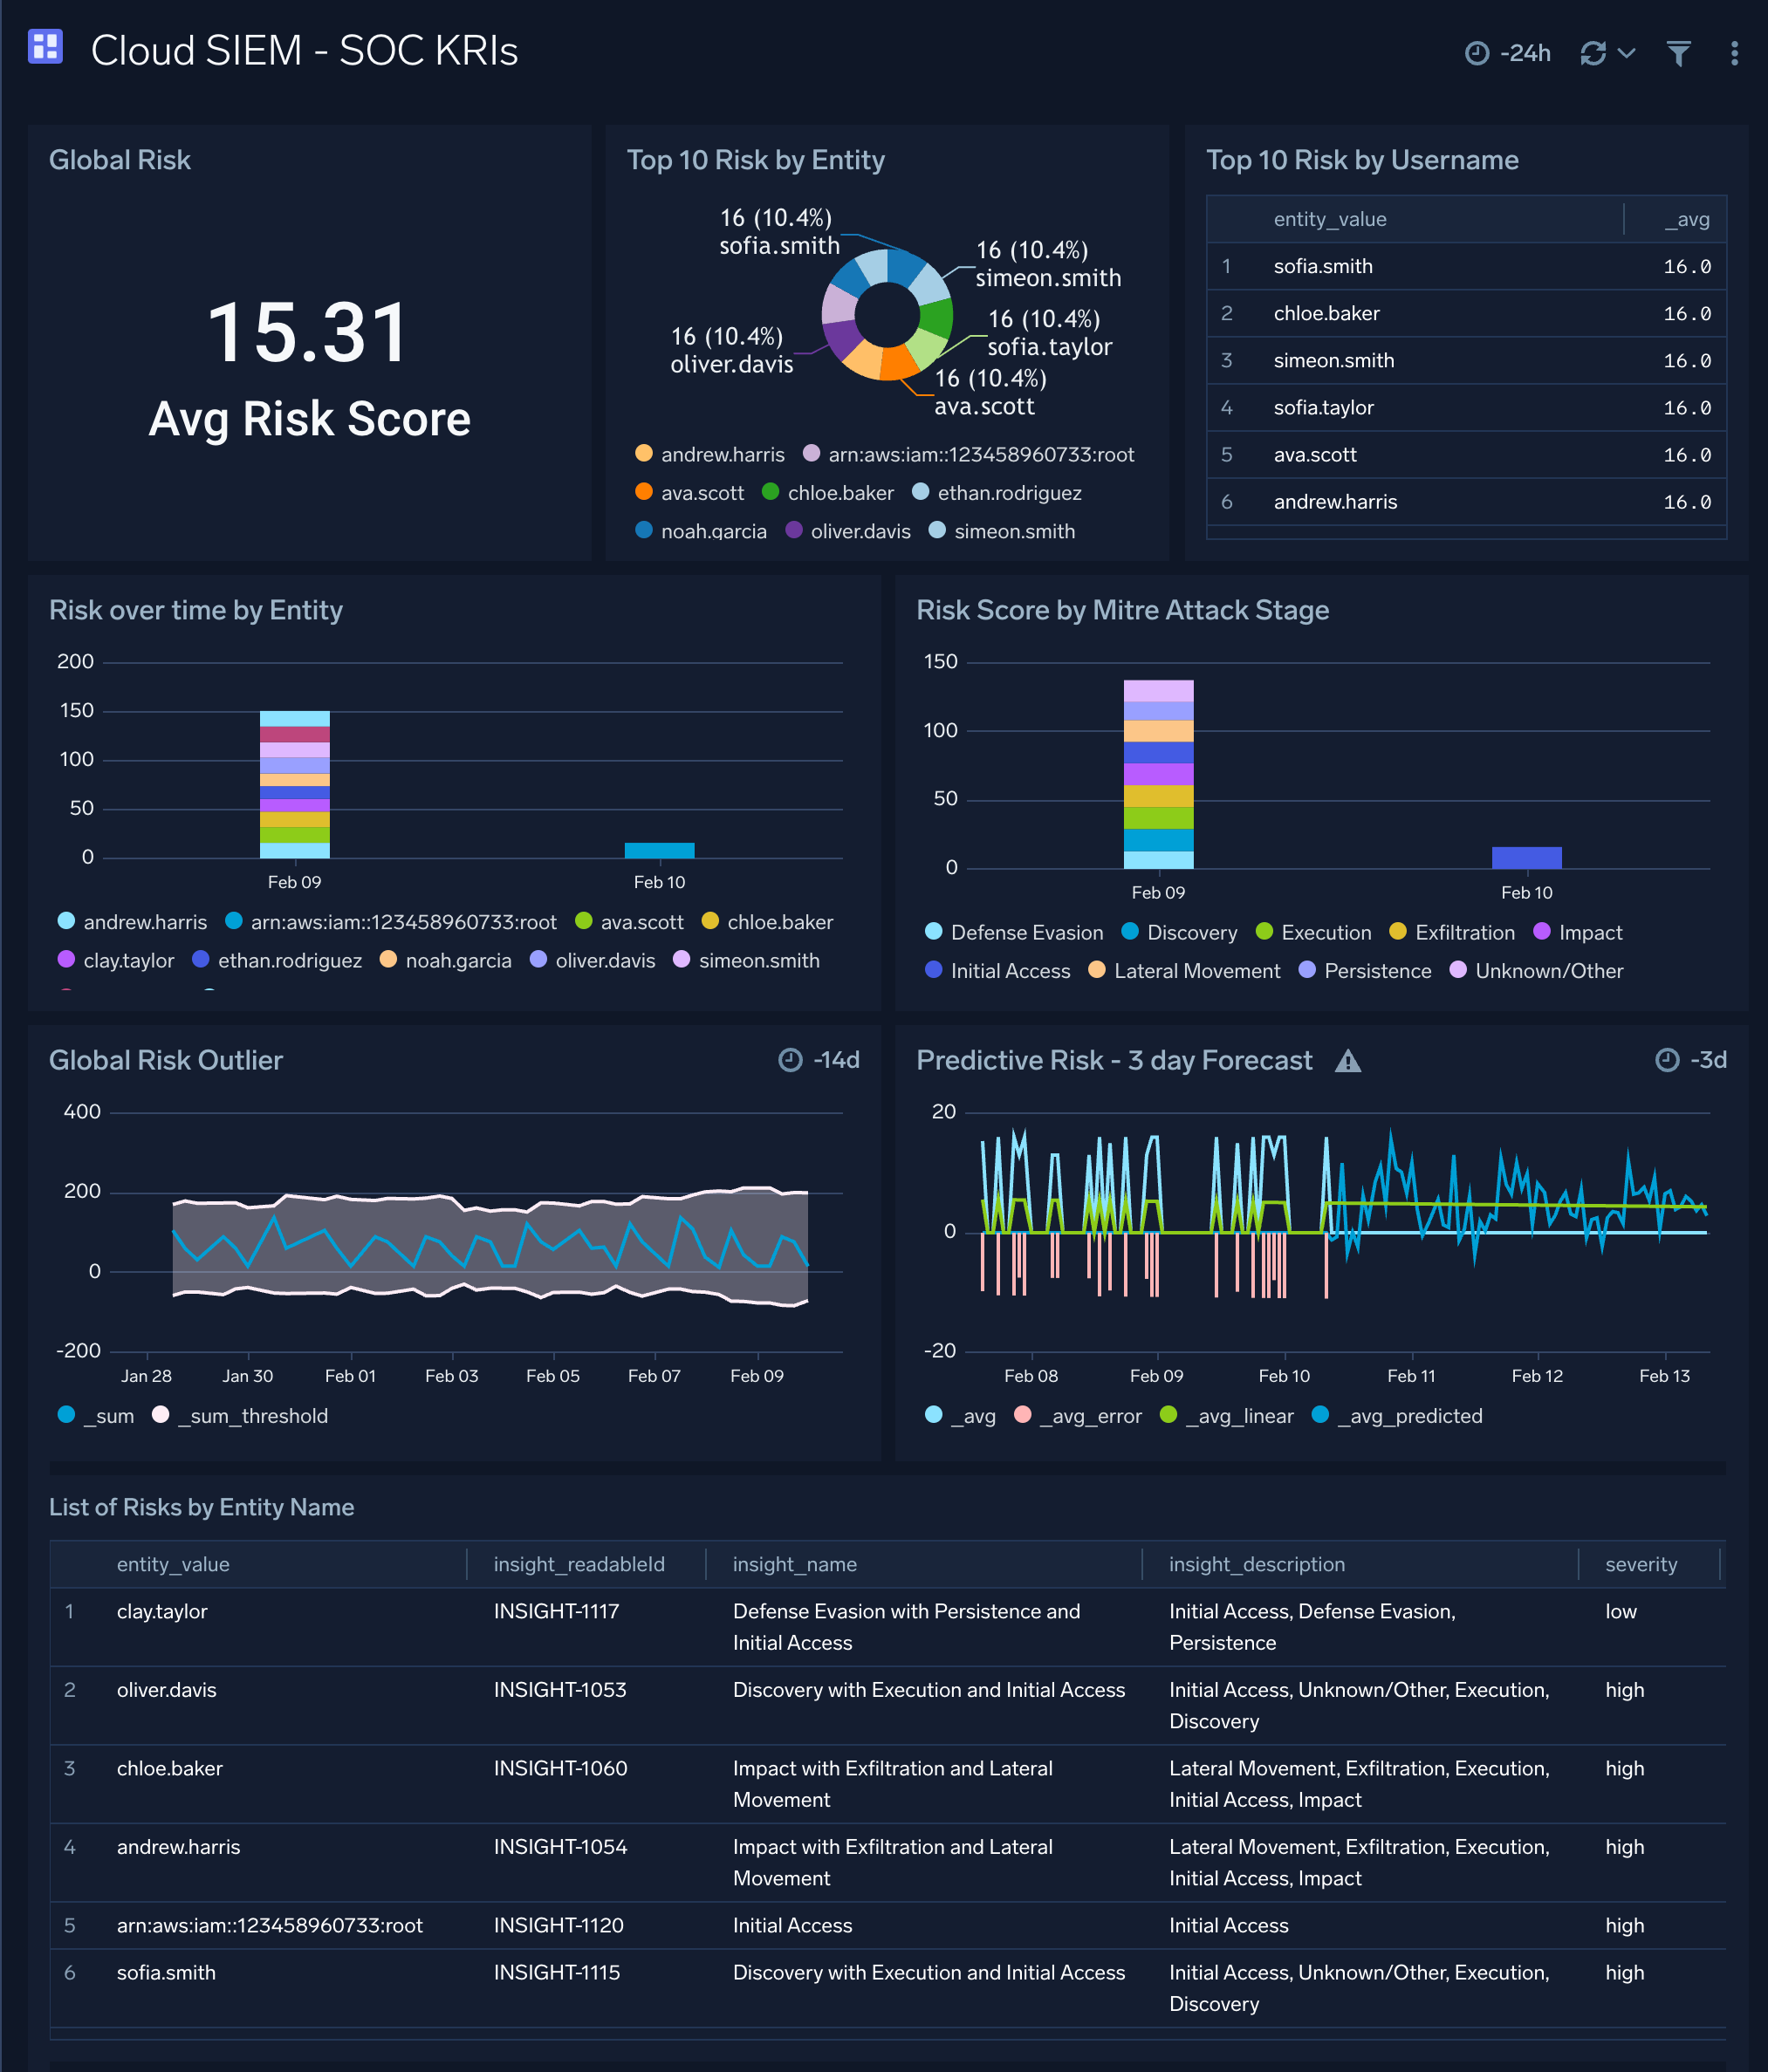 Cloud SIEM - SOC KRIs
-24h
Global Risk
15.31
Avg Risk Score
Top 10 Risk by Entity
16 (10.4%)
sofia.smith
16 (10.4%)
simeon.smith
16 (10.4%)
sofia.taylor
16 (10.4%)
oliver.davis
16 (10.4%)
ava.scott
andrew.harris arn:aws:iam::123458960733:root
ava.scott chloe.baker ethan.rodriguez
noah.garcia oliver.davis simeon.smith
Top 10 Risk by Username
entity_value _avg
1 sofia.smith 16.0
2 chloe.baker 16.0
3 simeon.smith 16.0
4 sofia.taylor 16.0
5 ava.scott 16.0
6 andrew.harris 16.0
Risk over time by Entity
200
150
100
50
0
Feb 09 Feb 10
andrew.harris arn:aws:iam::123458960733:root ava.scott chloe.baker
clay.taylor ethan.rodriguez noah.garcia oliver.davis simeon.smith
Risk Score by Mitre Attack Stage
150
100
50
0
Feb 09 Feb 10
Defense Evasion Discovery Execution Exfiltration Impact
Initial Access Lateral Movement Persistence Unknown/Other
Global Risk Outlier
-14d
400
200
0
-200
Jan 28 Jan 30 Feb 01 Feb 03 Feb 05 Feb 07 Feb 09
_sum _sum_threshold
Predictive Risk - 3 day Forecast
-3d
20
0
-20
Feb 08 Feb 09 Feb 10 Feb 11 Feb 12 Feb 13
_avg _avg_error _avg_linear _avg_predicted
List of Risks by Entity Name
entity_value insight_readableId insight_name insight_description severity
1 clay.taylor INSIGHT-1117 Defense Evasion with Persistence and Initial Access Initial Access, Defense Evasion, Persistence low
2 oliver.davis INSIGHT-1053 Discovery with Execution and Initial Access Initial Access, Unknown/Other, Execution, Discovery high
3 chloe.baker INSIGHT-1060 Impact with Exfiltration and Lateral Movement Lateral Movement, Exfiltration, Execution, Initial Access, Impact high
4 andrew.harris INSIGHT-1054 Impact with Exfiltration and Lateral Movement Lateral Movement, Exfiltration, Execution, Initial Access, Impact high
5 arn:aws:iam::123458960733:root INSIGHT-1120 Initial Access Initial Access high
6 sofia.smith INSIGHT-1115 Discovery with Execution and Initial Access Initial Access, Unknown/Other, Execution, Discovery high